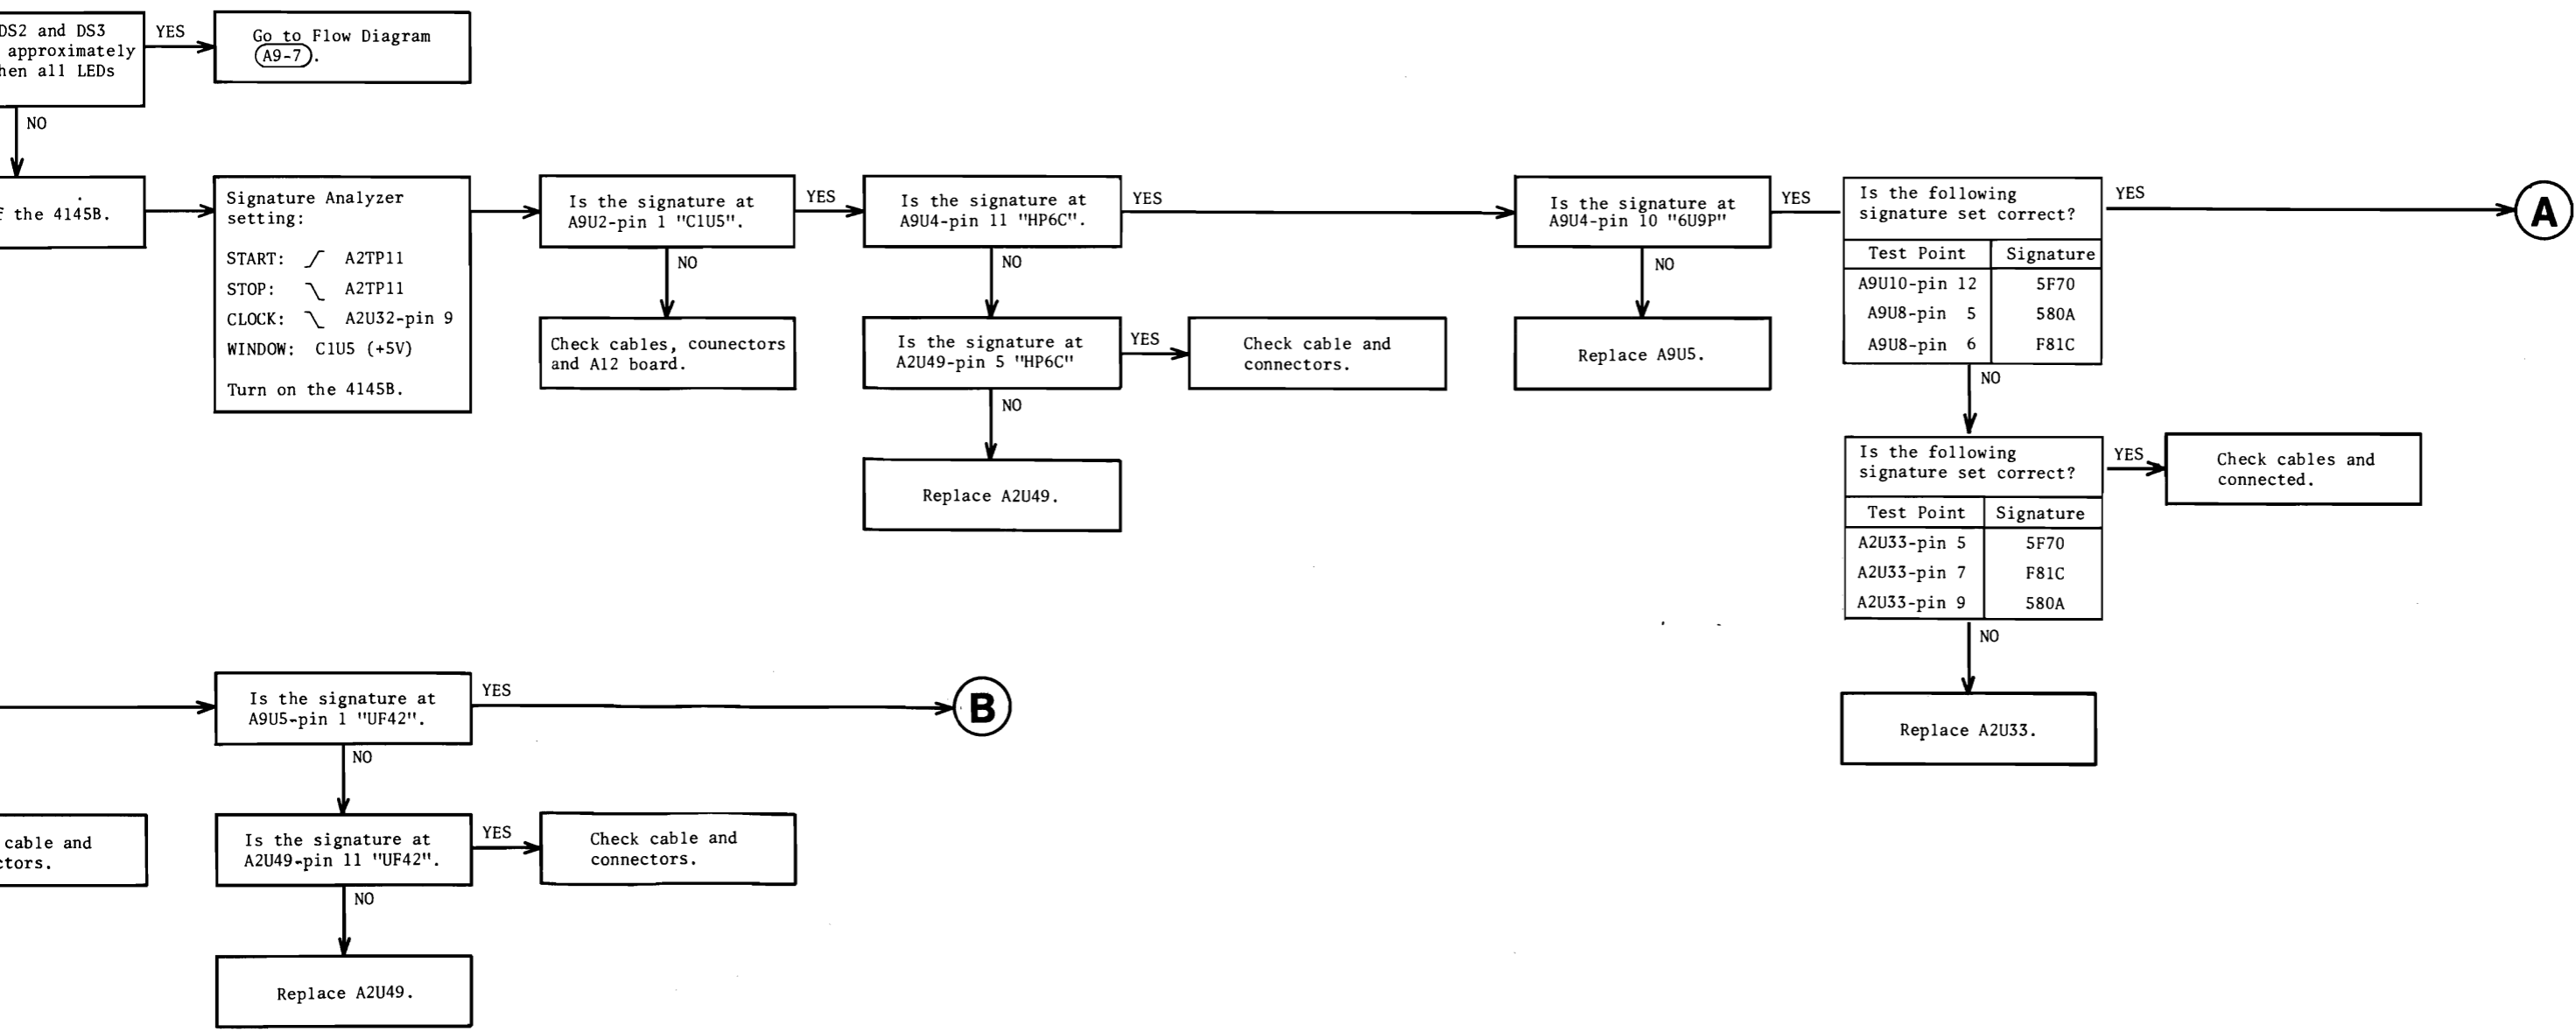 DS2 and DS3
approximately
hen all LEDs
YES
Go to Flow Diagram
A9-7.
NO
f the 4145B.
Signature Analyzer
setting:
START: A2TP11
STOP: A2TP11
CLOCK: A2U32-pin 9
WINDOW: C1U5 (+5V)
Turn on the 4145B.
Is the signature at
A9U2-pin 1 "C1U5".
YES
NO
Check cables, counectors
and A12 board.
Is the signature at
A9U4-pin 11 "HP6C".
YES
NO
Is the signature at
A2U49-pin 5 "HP6C"
YES
Check cable and
connectors.
NO
Replace A2U49.
Is the signature at
A9U4-pin 10 "6U9P"
YES
NO
Replace A9U5.
Is the following
signature set correct?
Test Point Signature
A9U10-pin 12 5F70
A9U8-pin 5 580A
A9U8-pin 6 F81C
YES
A
NO
Is the following
signature set correct?
Test Point Signature
A2U33-pin 5 5F70
A2U33-pin 7 F81C
A2U33-pin 9 580A
YES
Check cables and
connected.
NO
Replace A2U33.
Is the signature at
A9U5-pin 1 "UF42".
YES
B
NO
cable and
ctors.
Is the signature at
A2U49-pin 11 "UF42".
YES
Check cable and
connectors.
NO
Replace A2U49.